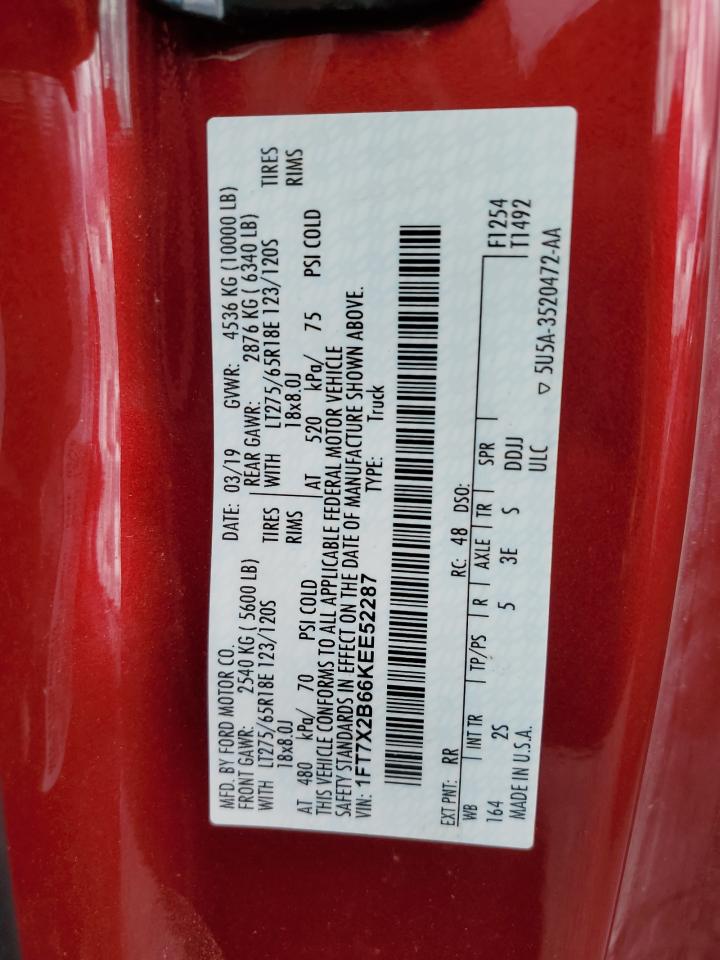 MFD. BY FORD MOTOR CO. DATE: 03/19 GVWR: 4536 KG (10000 LB)
FRONT GAWR: 2540 KG ( 5600 LB) REAR GAWR: 2876 KG ( 6340 LB)
WITH LT275/65R18E 123/120S TIRES WITH LT275/65R18E 123/120S TIRES
18x8.0J RIMS 18x8.0J RIMS
AT 480 kPa/ 70 PSI COLD AT 520 kPa/ 75 PSI COLD
THIS VEHICLE CONFORMS TO ALL APPLICABLE FEDERAL MOTOR VEHICLE
SAFETY STANDARDS IN EFFECT ON THE DATE OF MANUFACTURE SHOWN ABOVE.
VIN: 1FT7X2B66KEE52287 TYPE: Truck
EXT PNT: RR RC: 48 DSO:
WB INT TR TP/PS R AXLE TR SPR F1254
164 2S 5 3E S DDJJ T1492
MADE IN U.S.A. ULC ▽ 5U5A-3520472-AA